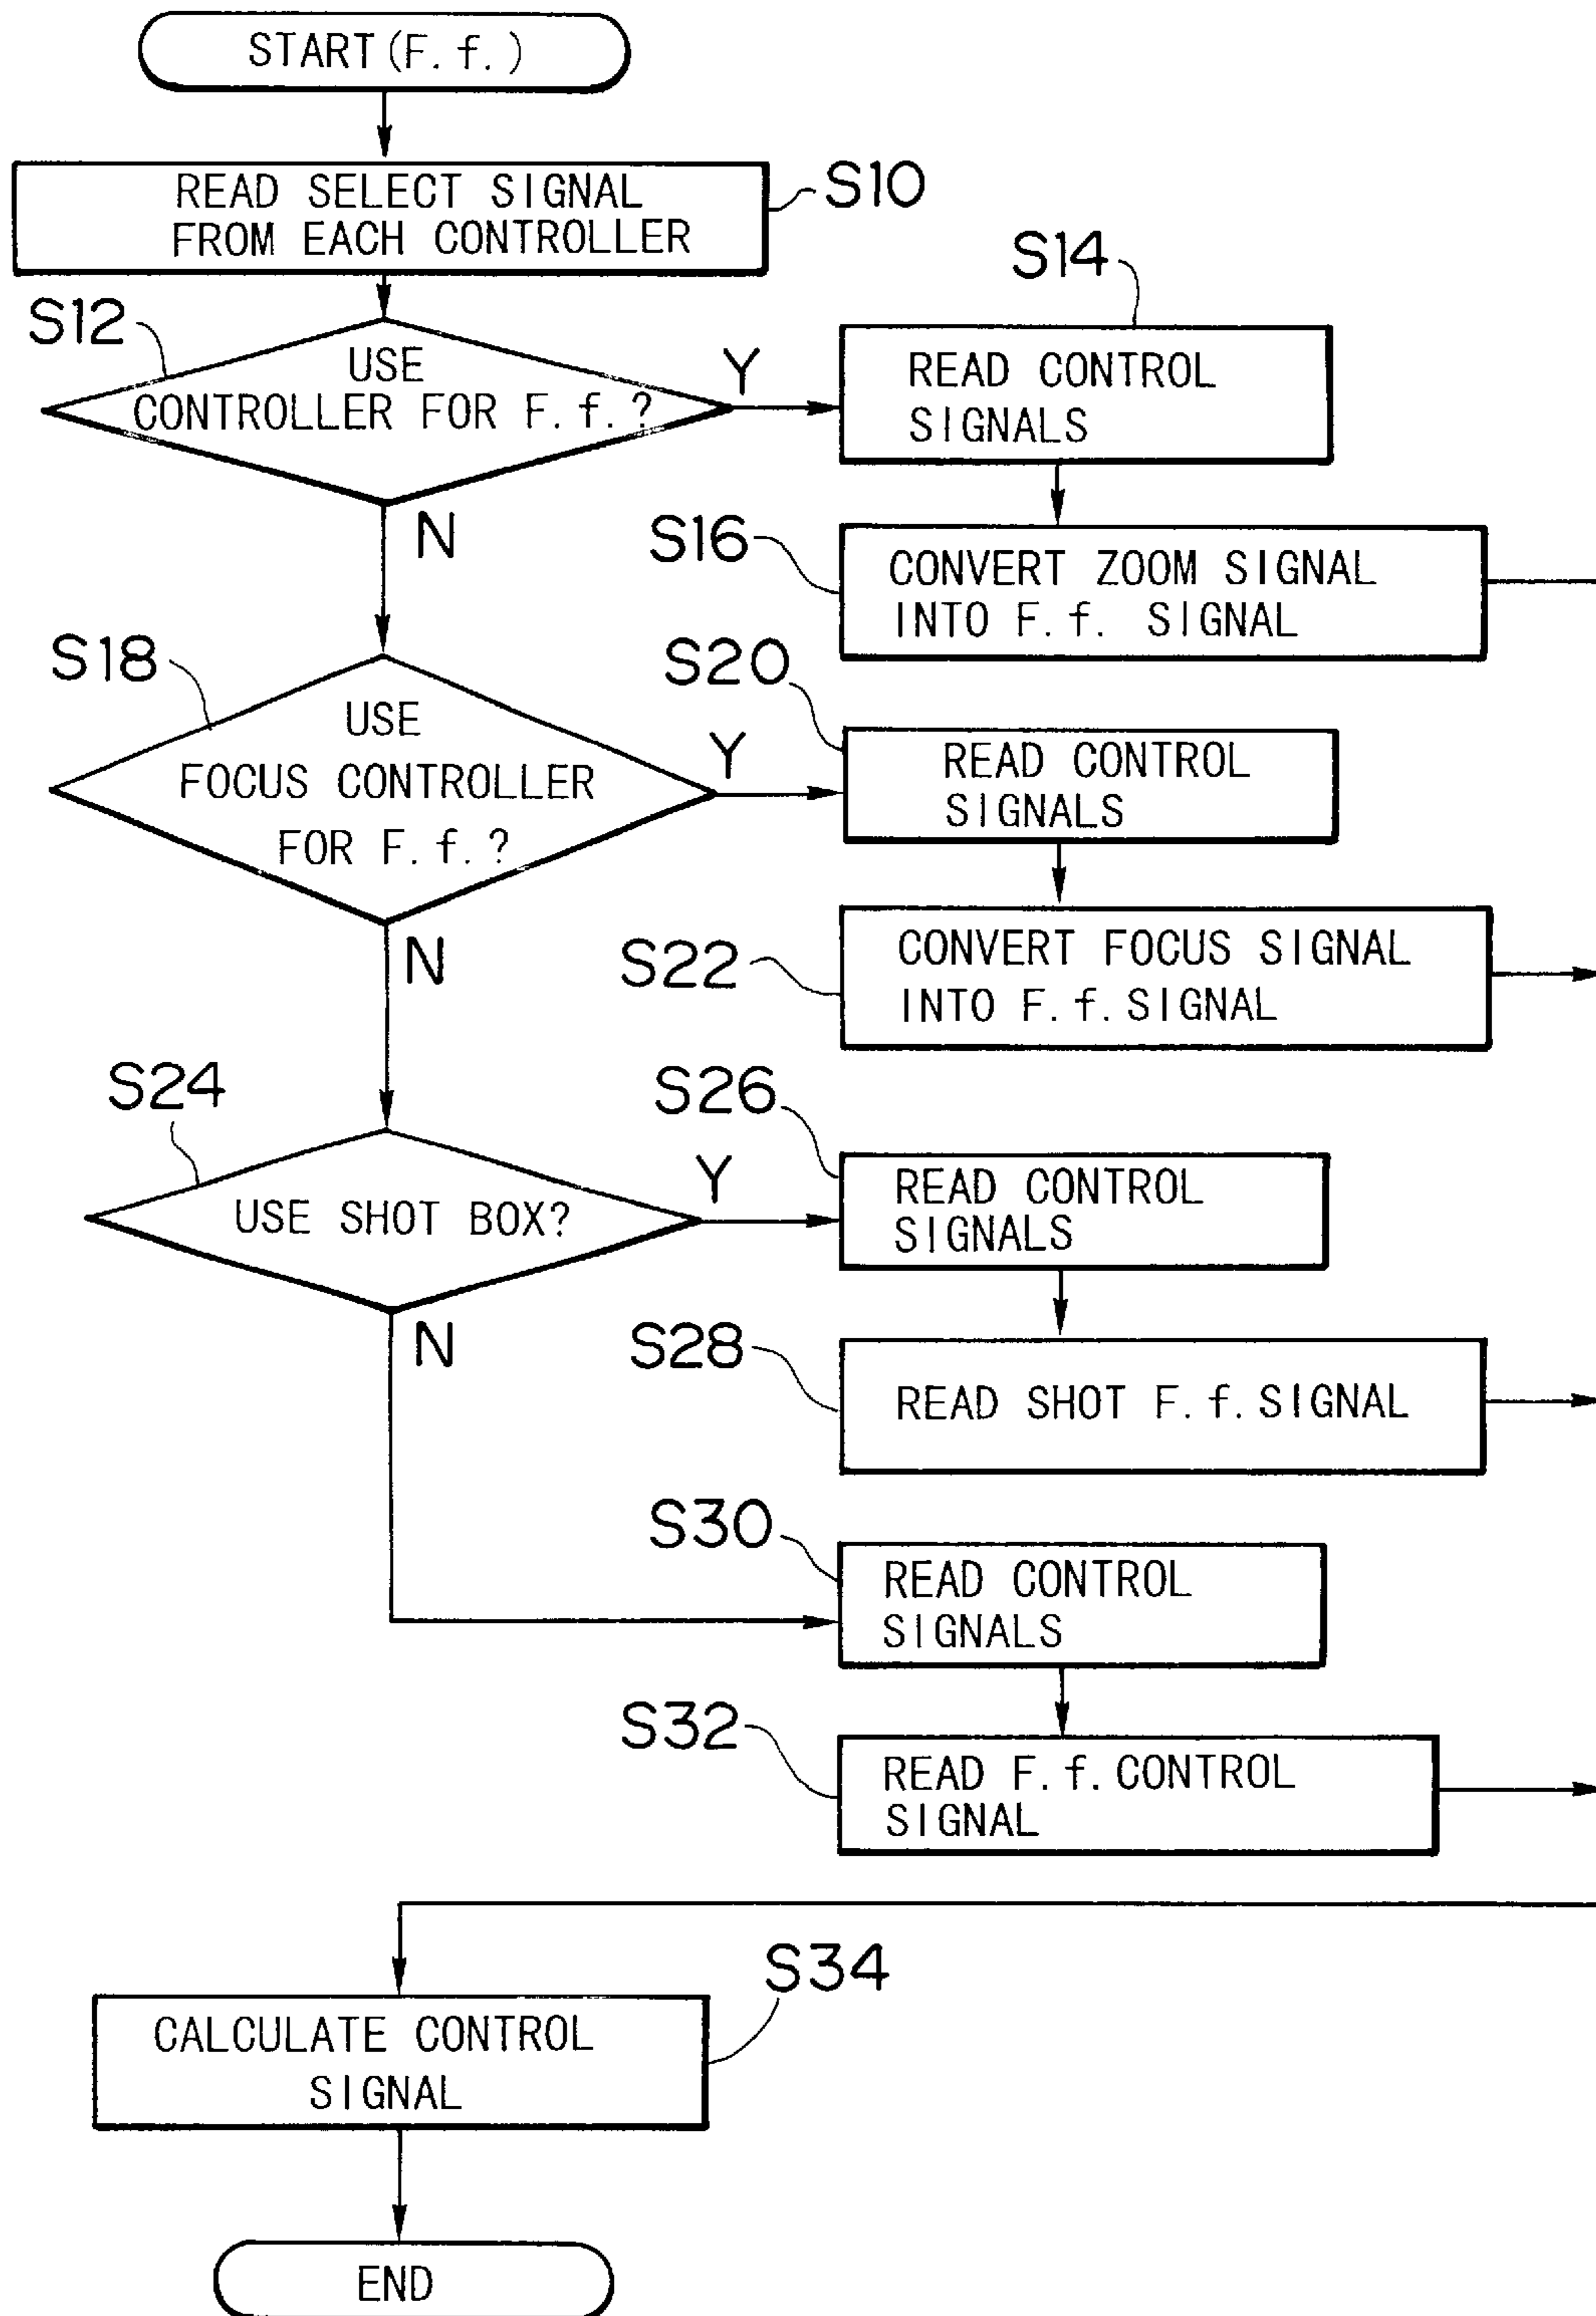 START(F. f.)
READ SELECT SIGNAL
FROM EACH CONTROLLER
S10
S12
USE
CONTROLLER FOR F. f. ?
Y
N
S14
READ CONTROL
SIGNALS
S16
CONVERT ZOOM SIGNAL
INTO F. f. SIGNAL
S18
USE
FOCUS CONTROLLER
FOR F. f. ?
Y
N
S20
READ CONTROL
SIGNALS
S22
CONVERT FOCUS SIGNAL
INTO F. f. SIGNAL
S24
USE SHOT BOX?
Y
N
S26
READ CONTROL
SIGNALS
S28
READ SHOT F. f. SIGNAL
S30
READ CONTROL
SIGNALS
S32
READ F. f. CONTROL
SIGNAL
S34
CALCULATE CONTROL
SIGNAL
END